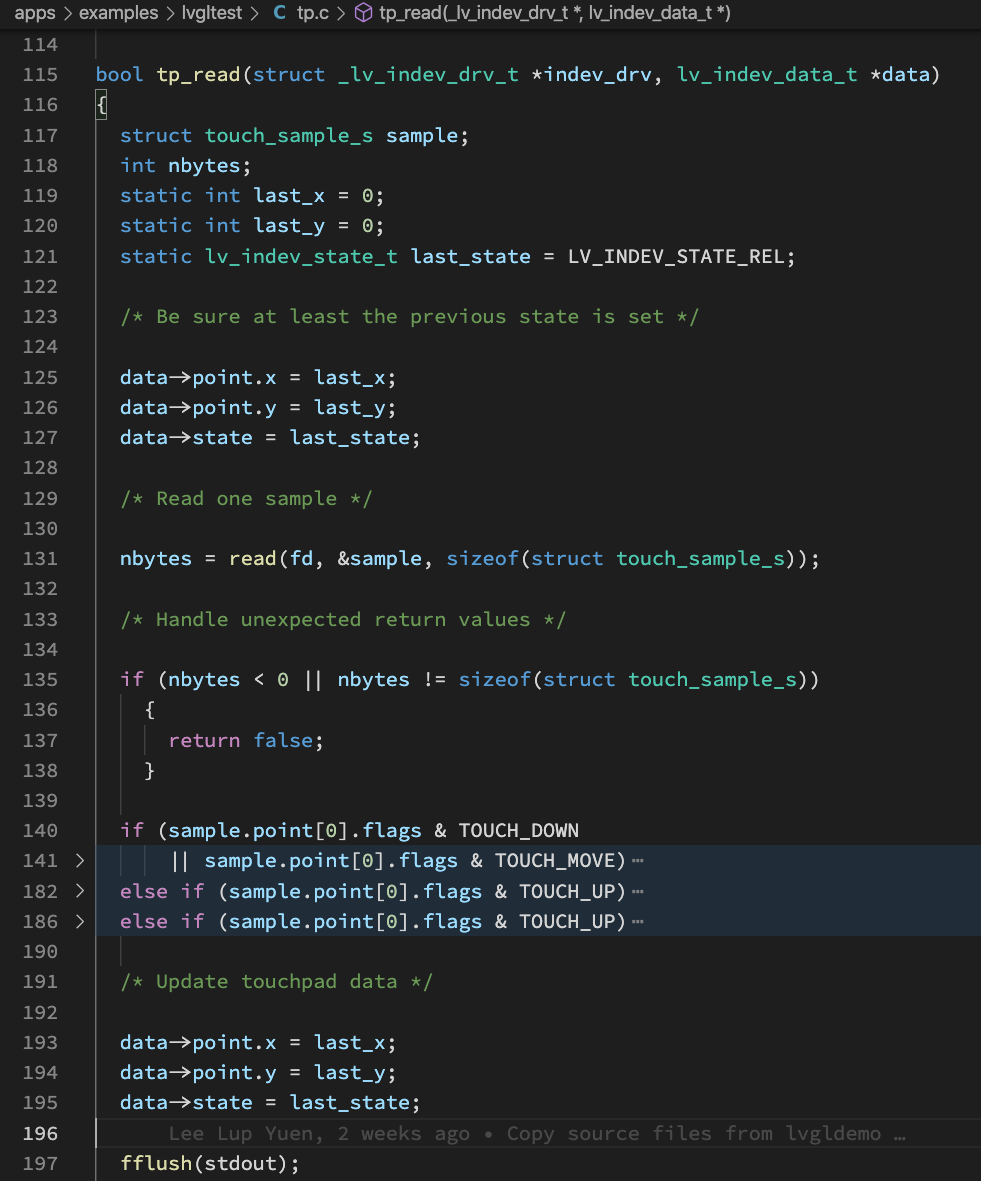 apps > examples > lvgltest > C tp.c > tp_read(_lv_indev_drv_t *, lv_indev_data_t *)
114
115 bool tp_read(struct _lv_indev_drv_t *indev_drv, lv_indev_data_t *data)
116 {
117 struct touch_sample_s sample;
118 int nbytes;
119 static int last_x = 0;
120 static int last_y = 0;
121 static lv_indev_state_t last_state = LV_INDEV_STATE_REL;
122
123 /* Be sure at least the previous state is set */
124
125 data->point.x = last_x;
126 data->point.y = last_y;
127 data->state = last_state;
128
129 /* Read one sample */
130
131 nbytes = read(fd, &sample, sizeof(struct touch_sample_s));
132
133 /* Handle unexpected return values */
134
135 if (nbytes < 0 || nbytes != sizeof(struct touch_sample_s))
136 {
137 return false;
138 }
139
140 if (sample.point[0].flags & TOUCH_DOWN
141 > || sample.point[0].flags & TOUCH_MOVE) ⋯
182 > else if (sample.point[0].flags & TOUCH_UP) ⋯
186 > else if (sample.point[0].flags & TOUCH_UP) ⋯
190
191 /* Update touchpad data */
192
193 data->point.x = last_x;
194 data->point.y = last_y;
195 data->state = last_state;
196 Lee Lup Yuen, 2 weeks ago • Copy source files from lvgldemo …
197 fflush(stdout);